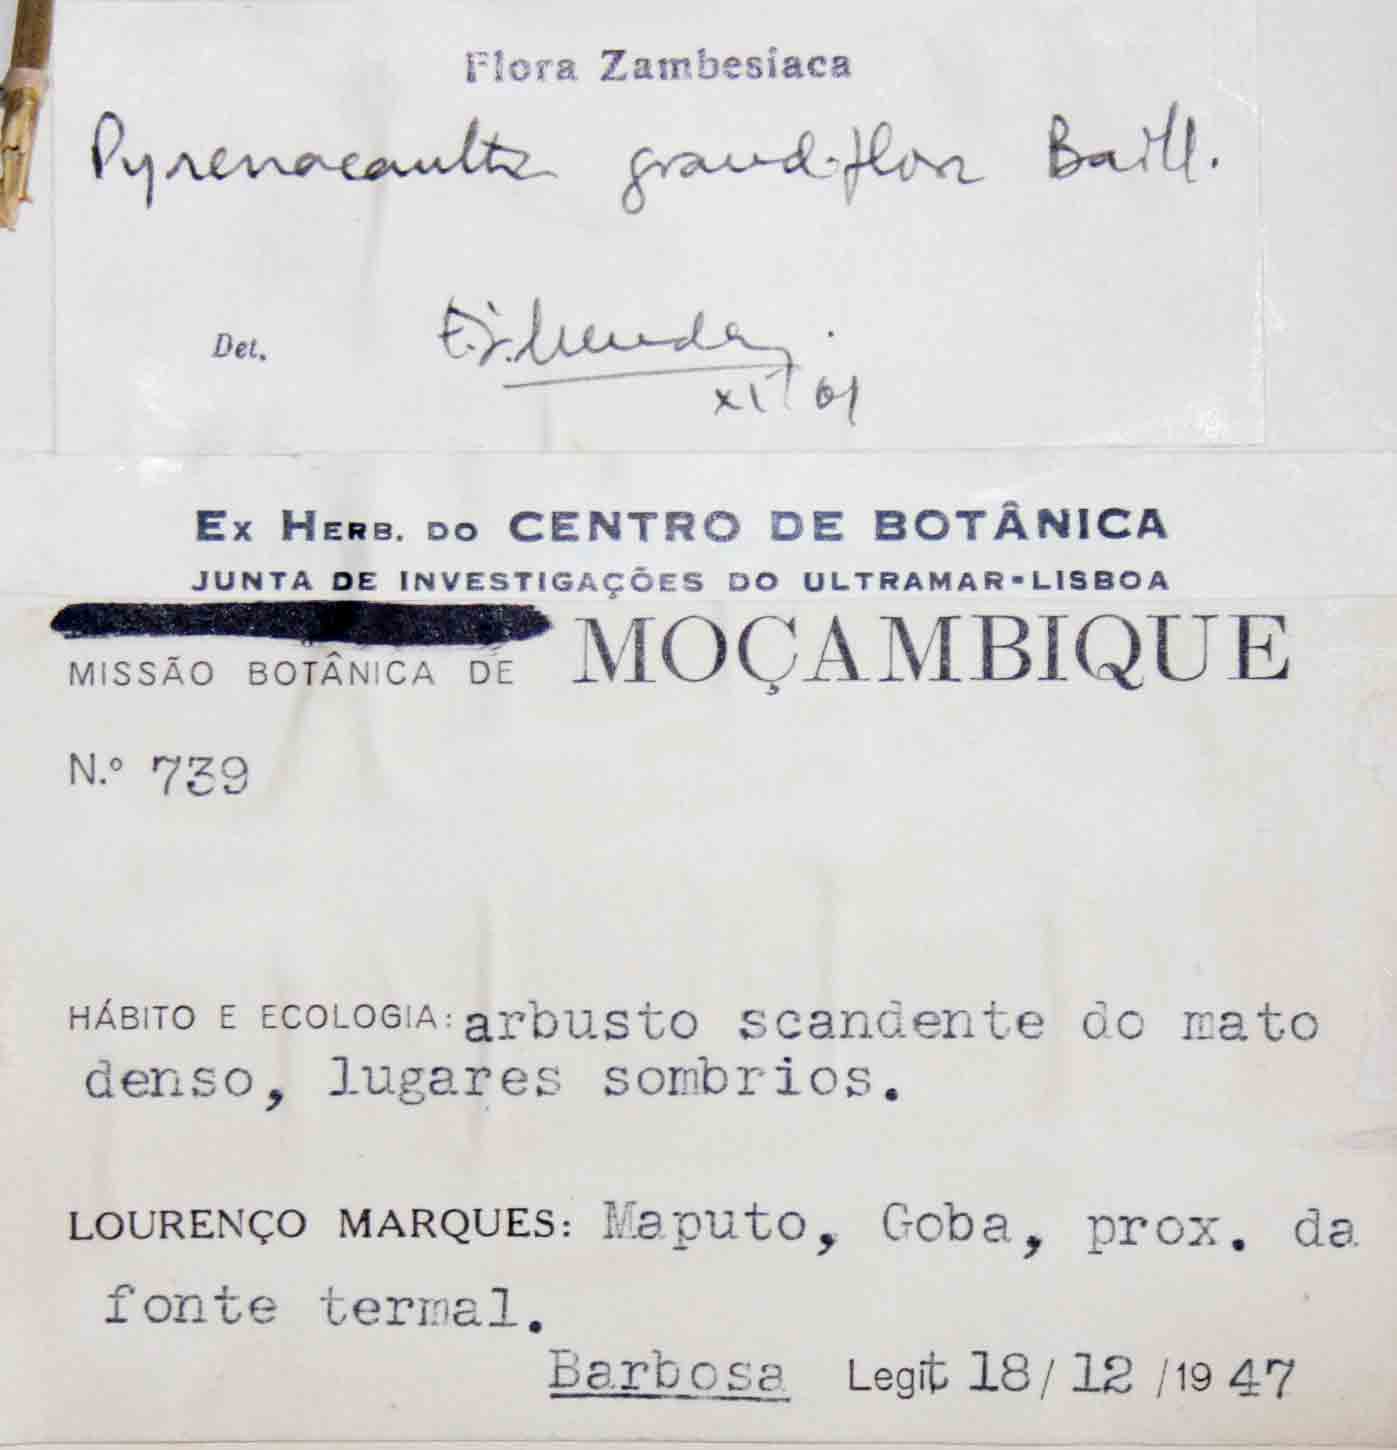 Flora Zambesiaca
Pyrenacantha grandiflora Baill.
Det. E.J. Mendes.
XI 61
EX HERB. DO CENTRO DE BOTÂNICA
JUNTA DE INVESTIGAÇÕES DO ULTRAMAR-LISBOA
MISSÃO BOTÂNICA DE MOÇAMBIQUE
N.º 739
HÁBITO E ECOLOGIA: arbusto scandente do mato
denso, lugares sombrios.
LOURENÇO MARQUES: Maputo, Goba, prox. da
fonte termal.
Barbosa Legit 18/12/1947